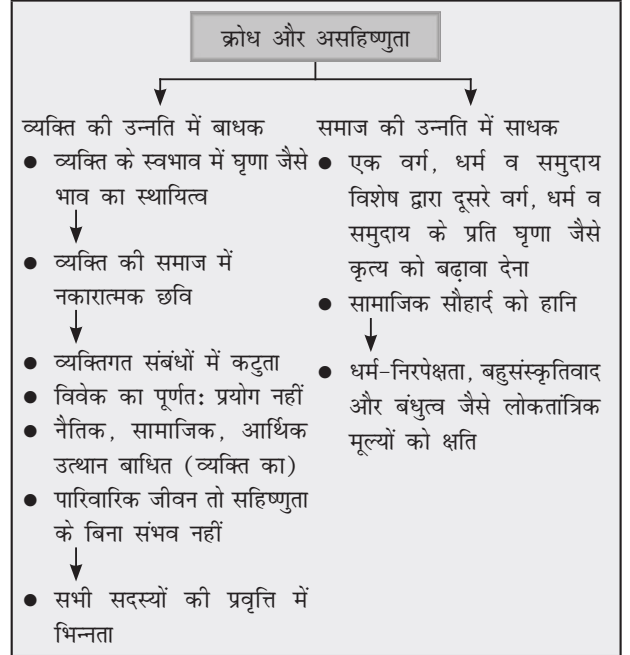 क्रोध और असहिष्णुता
व्यक्ति की उन्नति में बाधक
● व्यक्ति के स्वभाव में घृणा जैसे
भाव का स्थायित्व
● व्यक्ति की समाज में
नकारात्मक छवि
● व्यक्तिगत संबंधों में कटुता
● विवेक का पूर्णत: प्रयोग नहीं
● नैतिक, सामाजिक, आर्थिक
उत्थान बाधित (व्यक्ति का)
● पारिवारिक जीवन तो सहिष्णुता
के बिना संभव नहीं
● सभी सदस्यों की प्रवृत्ति में
भिन्नता
समाज की उन्नति में साधक
● एक वर्ग, धर्म व समुदाय
विशेष द्वारा दूसरे वर्ग, धर्म व
समुदाय के प्रति घृणा जैसे
कृत्य को बढ़ावा देना
● सामाजिक सौहार्द को हानि
● धर्म-निरपेक्षता, बहुसंस्कृतिवाद
और बंधुत्व जैसे लोकतांत्रिक
मूल्यों को क्षति